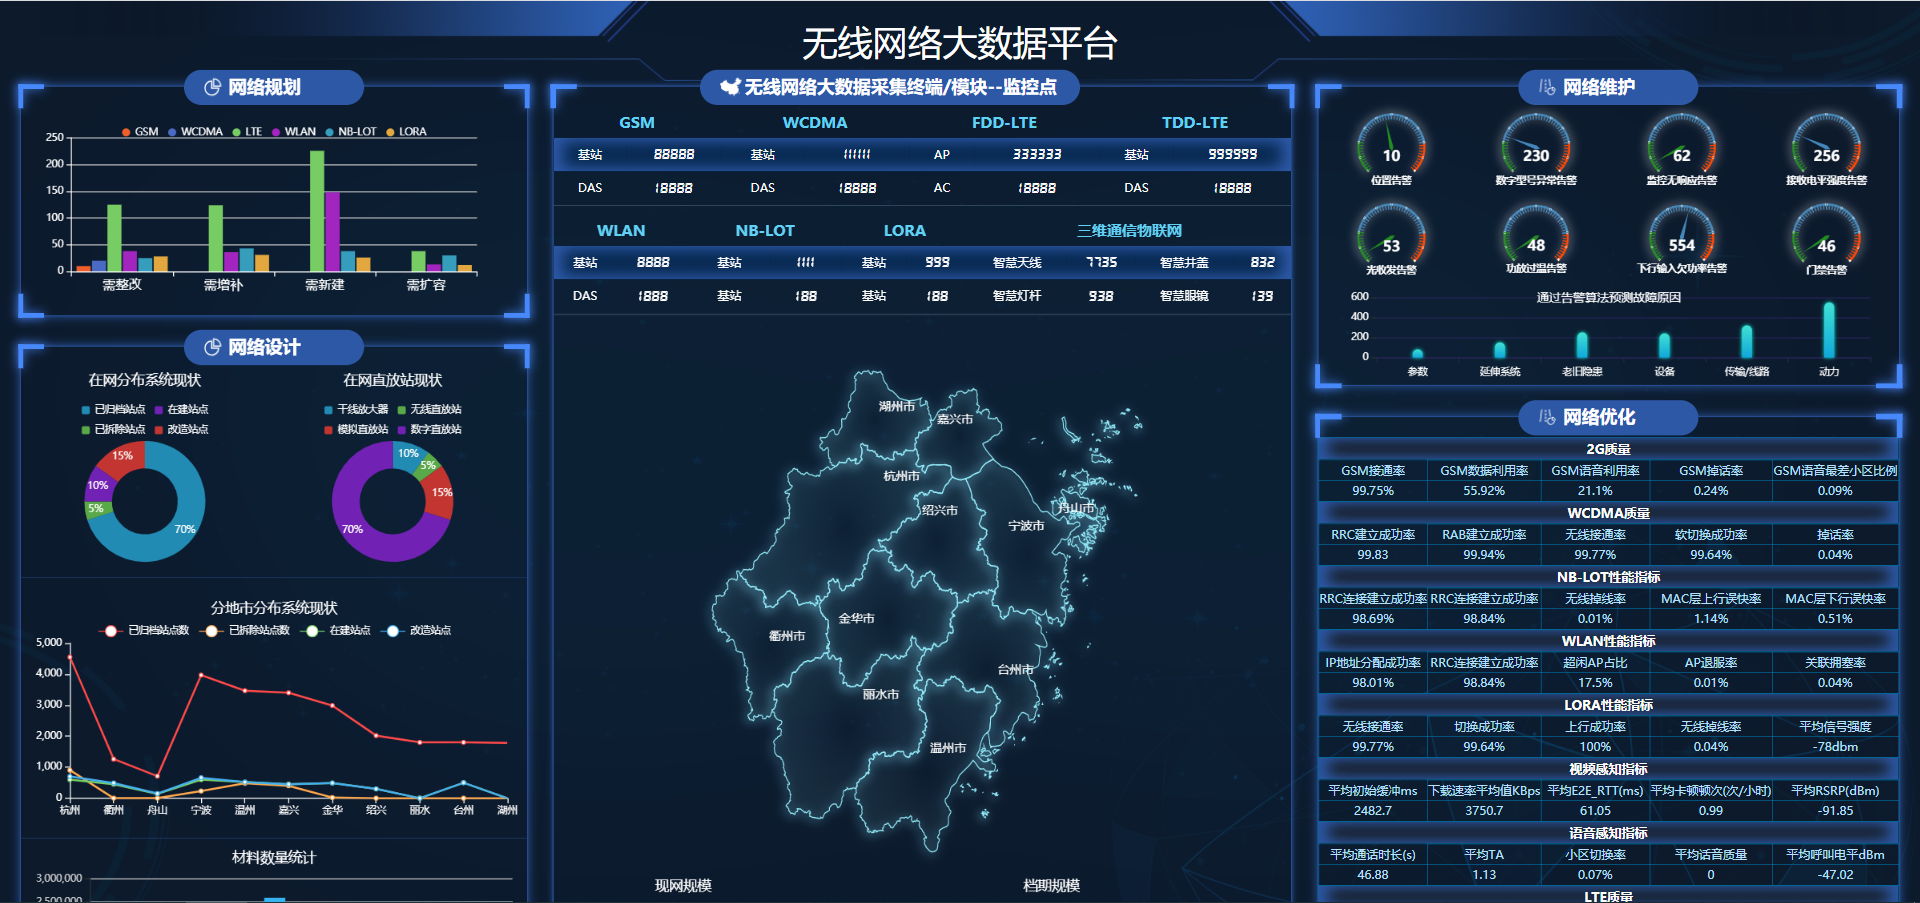 无线网络大数据平台
网络规划
GSM WCDMA LTE WLAN NB-LOT LORA
250
200
150
100
50
0
需整改 需增补 需新建 需扩容
网络设计
在网分布系统现状
已归档站点 在建站点
已拆除站点 改造站点
15%
10%
5%
70%
在网直放站现状
干线放大器 无线直放站
模拟直放站 数字直放站
10%
5%
15%
70%
分地市分布系统现状
已归档站点数 已拆除站点数 在建站点 改造站点
5,000
4,000
3,000
2,000
1,000
0
杭州 衢州 舟山 宁波 温州 嘉兴 金华 绍兴 丽水 台州 湖州
材料数量统计
3,000,000
2,500,000
无线网络大数据采集终端/模块--监控点
GSM WCDMA FDD-LTE TDD-LTE
基站 88888 基站 111111 AP 333333 基站 999999
DAS 18888 DAS 18888 AC 18888 DAS 18888
WLAN NB-LOT LORA 三维通信物联网
基站 8888 基站 1111 基站 999 智慧天线 7735 智慧井盖 832
DAS 1888 基站 188 基站 188 智慧灯杆 938 智慧眼镜 139
湖州市
嘉兴市
杭州市
绍兴市
宁波市
舟山市
金华市
衢州市
台州市
丽水市
温州市
现网规模 档期规模
网络维护
10 230 62 256
位置告警 数字型号异常告警 监控无响应告警 接收电平强度告警
53 48 554 46
光收发告警 功放过温告警 下行输入欠功率告警 门禁告警
通过告警算法预测故障原因
600
400
200
0
参数 延伸系统 老旧隐患 设备 传输/线路 动力
网络优化
2G质量
GSM接通率 GSM数据利用率 GSM语音利用率 GSM掉话率 GSM语音最差小区比例
99.75% 55.92% 21.1% 0.24% 0.09%
WCDMA质量
RRC建立成功率 RAB建立成功率 无线接通率 软切换成功率 掉话率
99.83 99.94% 99.77% 99.64% 0.04%
NB-LOT性能指标
RRC连接建立成功率 RRC连接建立成功率 无线掉线率 MAC层上行误快率 MAC层下行误快率
98.69% 98.84% 0.01% 1.14% 0.51%
WLAN性能指标
IP地址分配成功率 RRC连接建立成功率 超闲AP占比 AP退服率 关联拥塞率
98.01% 98.84% 17.5% 0.01% 0.04%
LORA性能指标
无线接通率 切换成功率 上行成功率 无线掉线率 平均信号强度
99.77% 99.64% 100% 0.04% -78dbm
视频感知指标
平均初始缓冲ms 下载速率平均值KBps 平均E2E_RTT(ms) 平均卡顿顿次(次/小时) 平均RSRP(dBm)
2482.7 3750.7 61.05 0.99 -91.85
语音感知指标
平均通话时长(s) 平均TA 小区切换率 平均话音质量 平均呼叫电平dBm
46.88 1.13 0.07% 0 -47.02
LTE质量